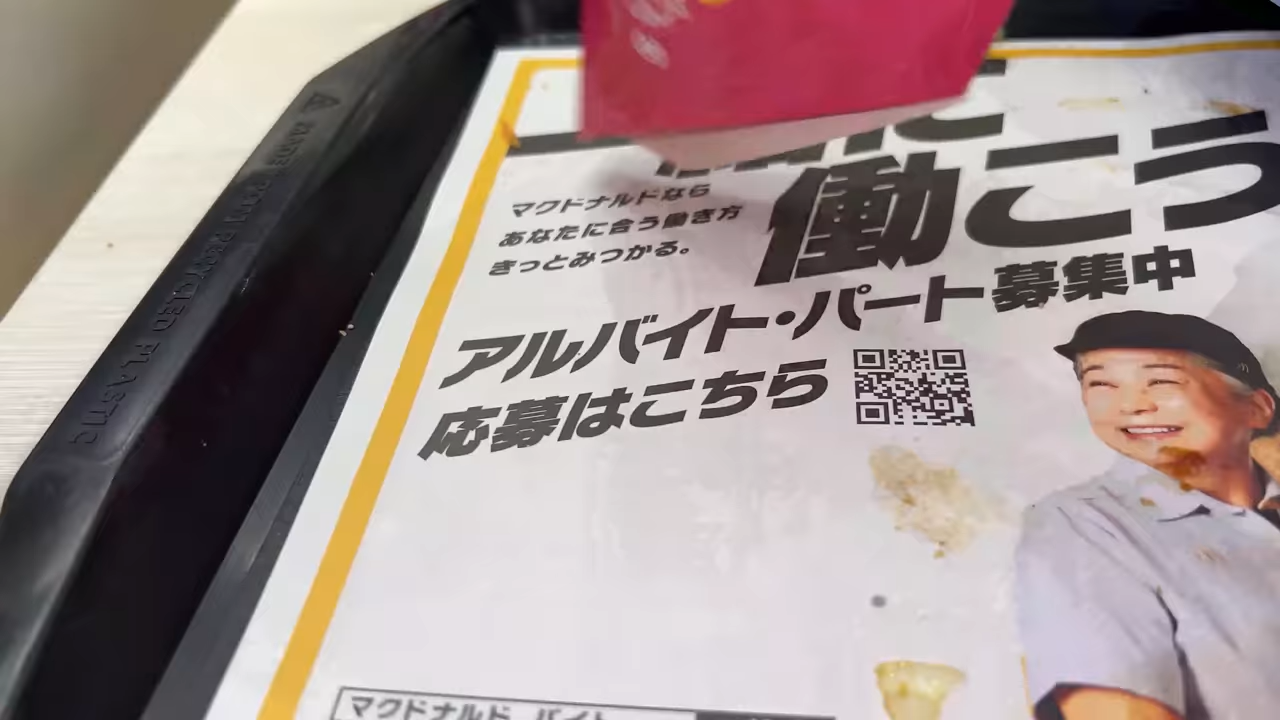 働こう
マクドナルドなら
あなたに合う働き方
きっとみつかる。
アルバイト・パート募集中
応募はこちら
マクドナルド バイト
RECYCLED PLASTIC